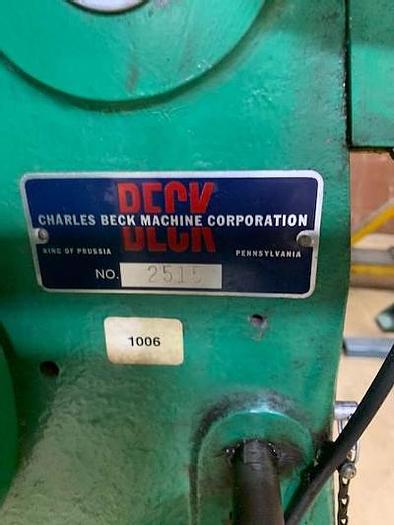 BECK
CHARLES BECK MACHINE CORPORATION
KING OF PRUSSIA PENNSYLVANIA
NO. 2515
1006